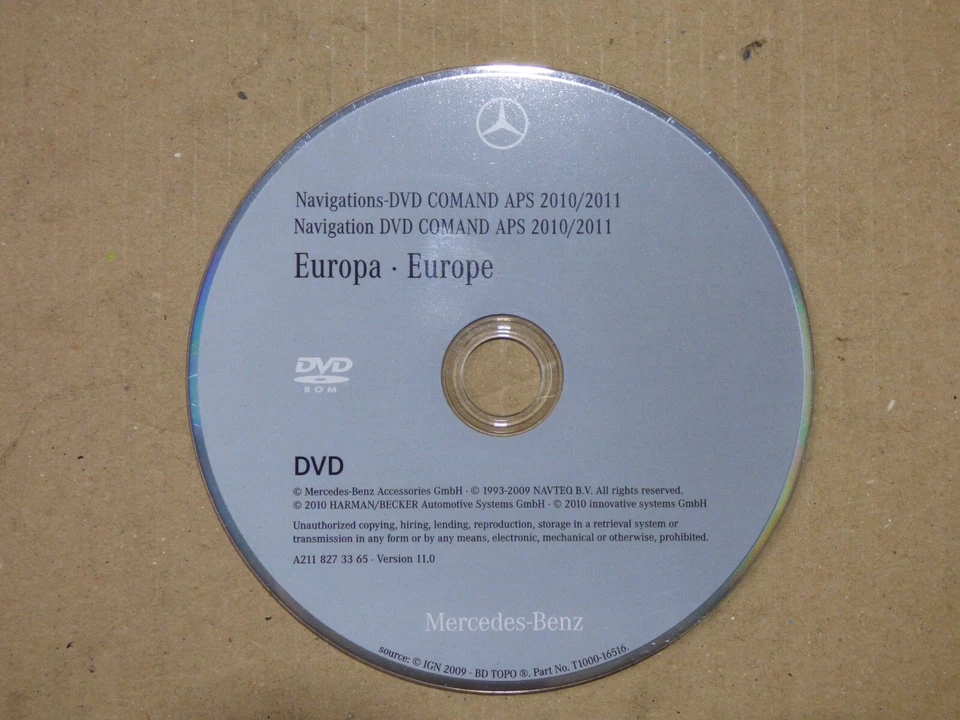 Navigations-DVD COMAND APS 2010/2011
Navigation DVD COMAND APS 2010/2011
Europa · Europe
DVD
ROM
DVD
© Mercedes-Benz Accessories GmbH · © 1993-2009 NAVTEQ B.V. All rights reserved.
© 2010 HARMAN/BECKER Automotive Systems GmbH · © 2010 innovative systems GmbH
Unauthorized copying, hiring, lending, reproduction, storage in a retrieval system or
transmission in any form or by any means, electronic, mechanical or otherwise, prohibited.
A211 827 33 65 · Version 11.0
Mercedes-Benz
source: © IGN 2009 · BD TOPO ®. Part No. T1000-16516.